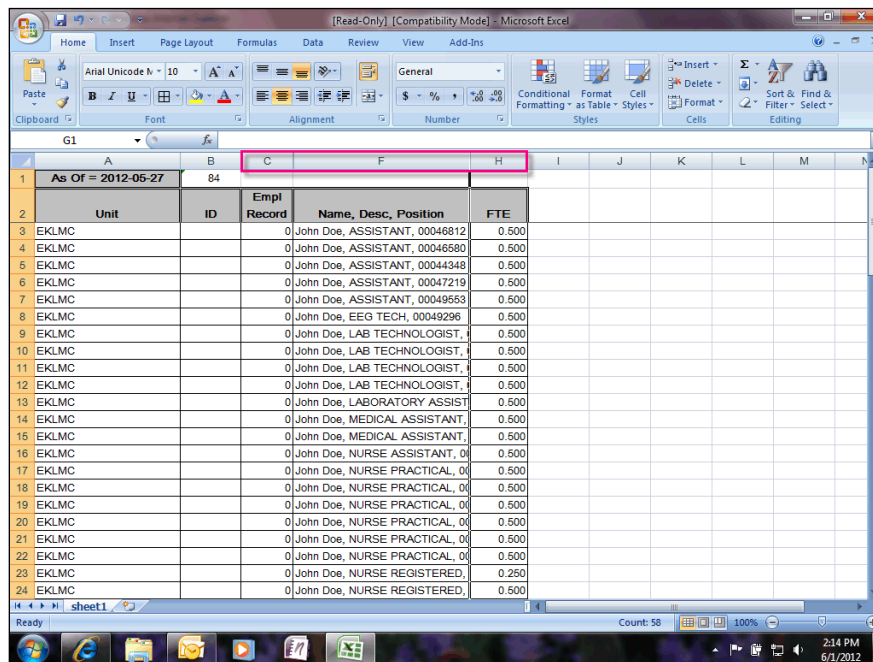 [Read-Only] [Compatibility Mode] - Microsoft Excel
Home Insert Page Layout Formulas Data Review View Add-Ins
Paste
Arial Unicode M 10 A A
B I U A
General
$ % , .00 .00
Conditional Formatting as Table Styles
Format
Cell
Insert
Delete
Format
Σ
Sort & Filter
Find & Select
Clipboard Font Alignment Number Styles Cells Editing
G1 fx
A B C F H I J K L M N
1 As Of = 2012-05-27 84
2 Unit ID Empl Record Name, Desc, Position FTE
3 EKLMC 0 John Doe, ASSISTANT, 00046812 0.500
4 EKLMC 0 John Doe, ASSISTANT, 00046580 0.500
5 EKLMC 0 John Doe, ASSISTANT, 00044348 0.500
6 EKLMC 0 John Doe, ASSISTANT, 00047219 0.500
7 EKLMC 0 John Doe, ASSISTANT, 00049553 0.500
8 EKLMC 0 John Doe, EEG TECH, 00049296 0.500
9 EKLMC 0 John Doe, LAB TECHNOLOGIST, 0.500
10 EKLMC 0 John Doe, LAB TECHNOLOGIST, 0.500
11 EKLMC 0 John Doe, LAB TECHNOLOGIST, 0.500
12 EKLMC 0 John Doe, LAB TECHNOLOGIST, 0.500
13 EKLMC 0 John Doe, LABORATORY ASSIST 0.500
14 EKLMC 0 John Doe, MEDICAL ASSISTANT, 0.500
15 EKLMC 0 John Doe, MEDICAL ASSISTANT, 0.500
16 EKLMC 0 John Doe, NURSE ASSISTANT, 00 0.500
17 EKLMC 0 John Doe, NURSE PRACTICAL, 00 0.500
18 EKLMC 0 John Doe, NURSE PRACTICAL, 00 0.500
19 EKLMC 0 John Doe, NURSE PRACTICAL, 00 0.500
20 EKLMC 0 John Doe, NURSE PRACTICAL, 00 0.500
21 EKLMC 0 John Doe, NURSE PRACTICAL, 00 0.500
22 EKLMC 0 John Doe, NURSE PRACTICAL, 00 0.500
23 EKLMC 0 John Doe, NURSE REGISTERED, 0.250
24 EKLMC 0 John Doe, NURSE REGISTERED, 0.500
sheet1
Ready Count: 58 100%
2:14 PM
6/1/2012